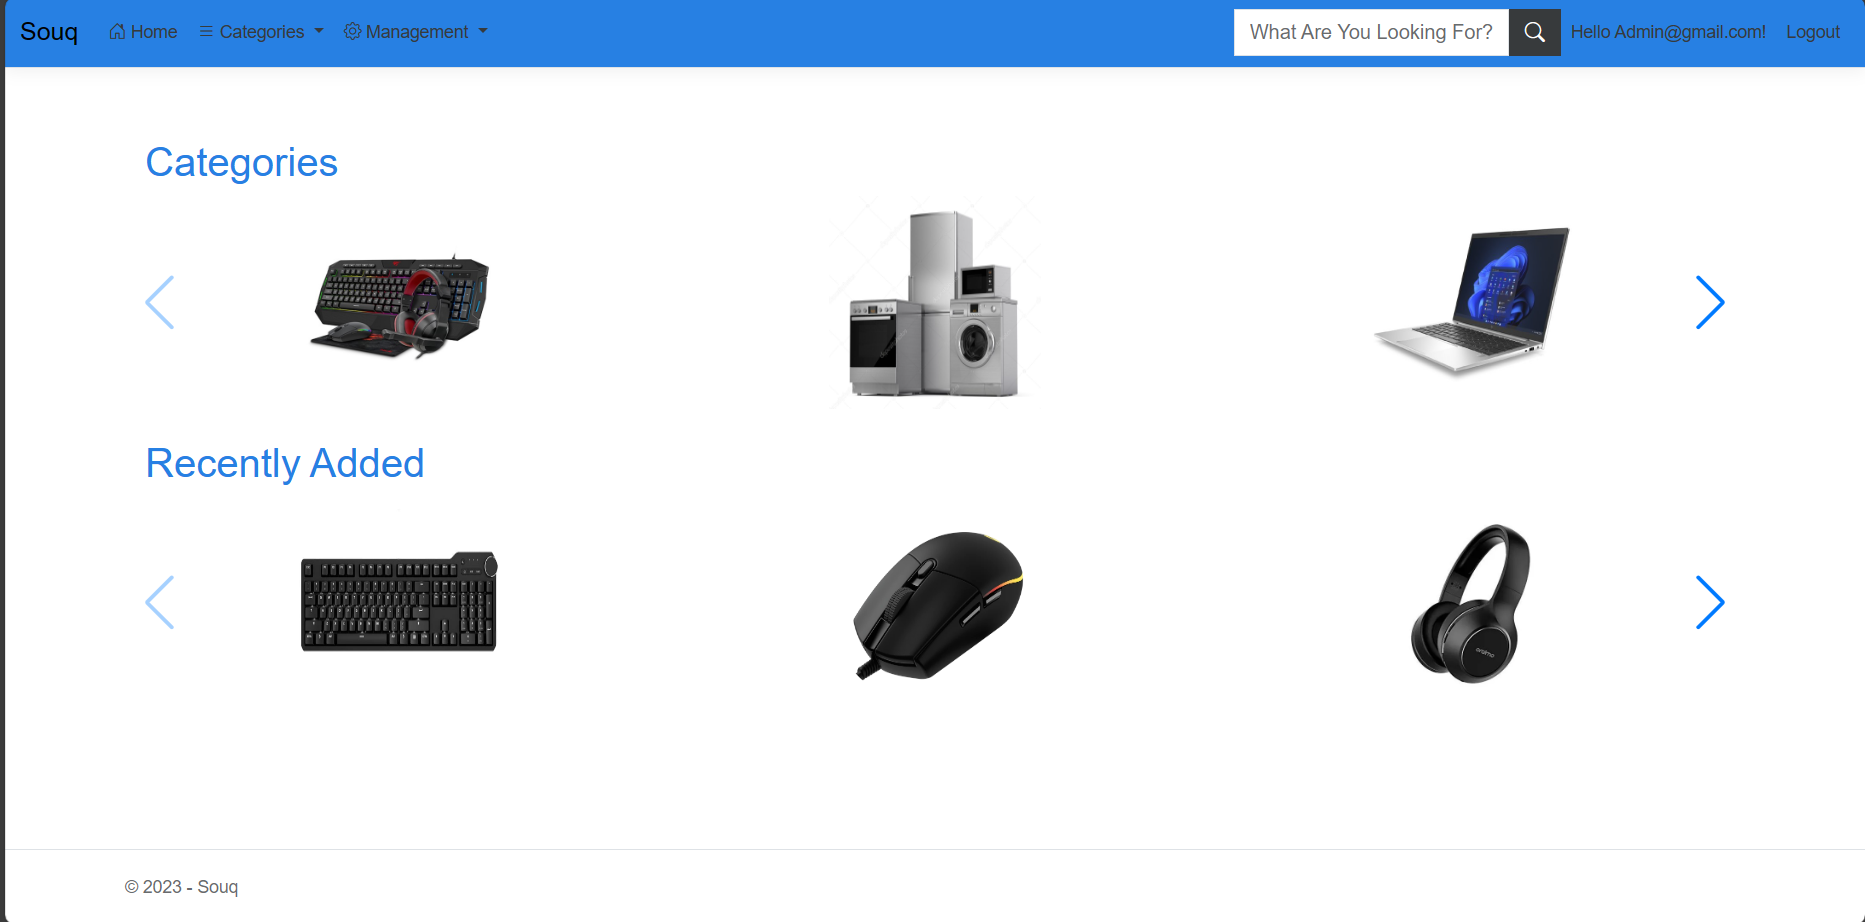 Souq Home Categories Management What Are You Looking For? Hello Admin@gmail.com! Logout
Categories
Recently Added
oraimo
© 2023 - Souq